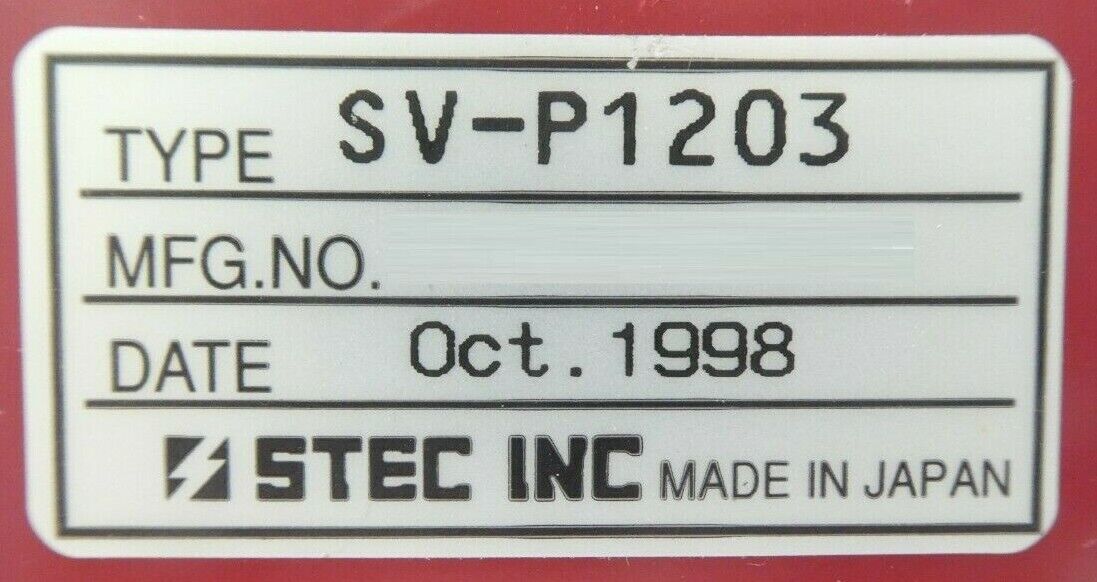 TYPE SV-P1203
MFG.NO.
DATE Oct.1998
STEC INC MADE IN JAPAN